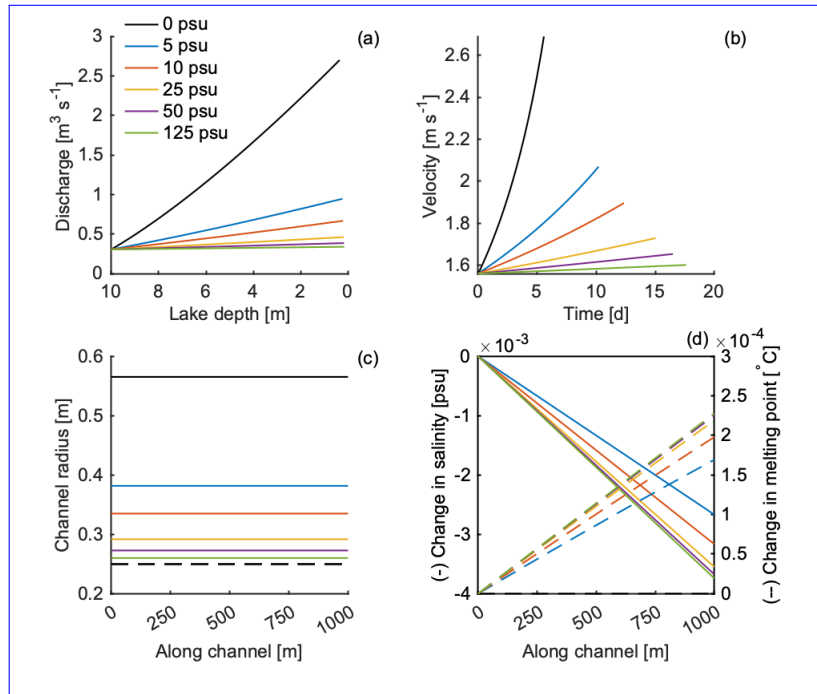 0 psu
5 psu
10 psu
25 psu
50 psu
125 psu
(a)
3
2.5
2
1.5
1
0.5
0
Discharge [m³ s⁻¹]
10 8 6 4 2 0
Lake depth [m]
(b)
2.6
2.4
2.2
2
1.8
1.6
Velocity [m s⁻¹]
0 5 10 15 20
Time [d]
(c)
0.6
0.5
0.4
0.3
0.2
Channel radius [m]
0 250 500 750 1000
Along channel [m]
× 10⁻³
(d)
×10⁻⁴
0
-1
-2
-3
-4
(-) Change in salinity [psu]
3
2.5
2
1.5
1
0.5
0
(--) Change in melting point [°C]
0 250 500 750 1000
Along channel [m]